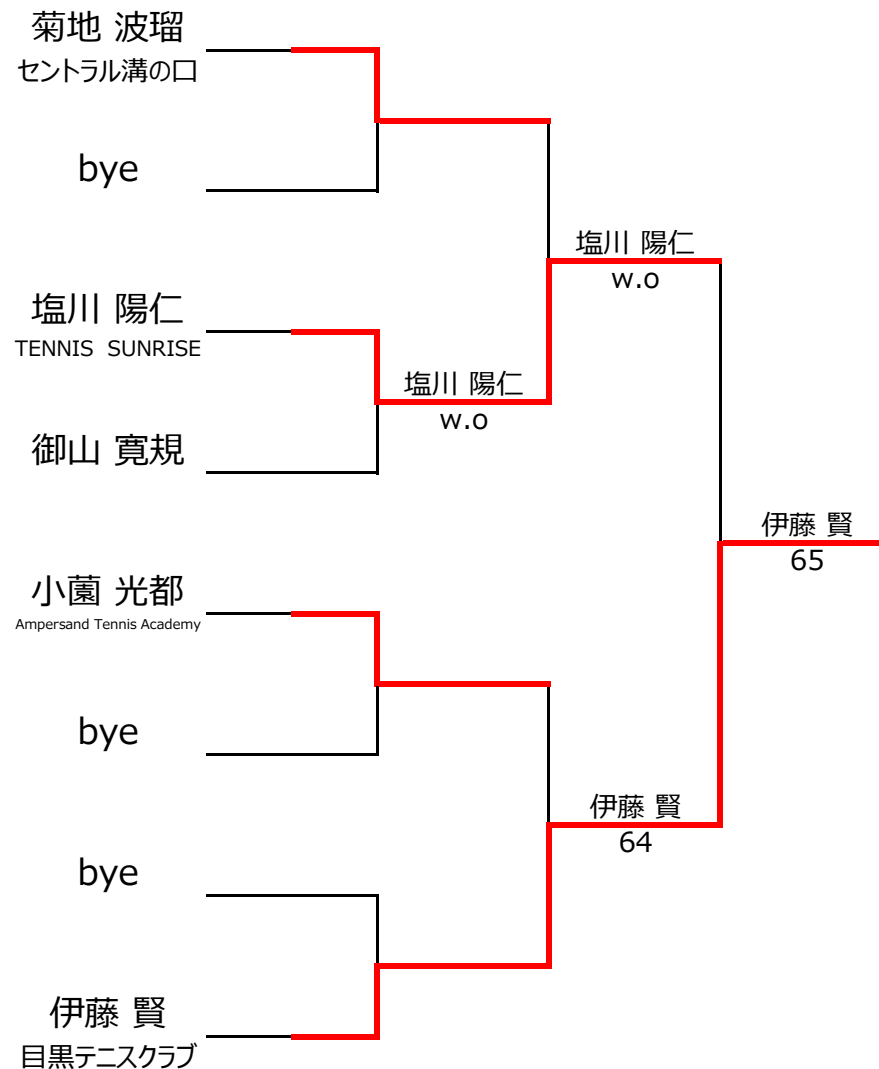 菊地 波瑠
セントラル溝の口
bye
塩川 陽仁
w.o
塩川 陽仁
TENNIS SUNRISE
塩川 陽仁
w.o
御山 寛規
伊藤 賢
65
小薗 光都
Ampersand Tennis Academy
bye
伊藤 賢
64
bye
伊藤 賢
目黒テニスクラブ